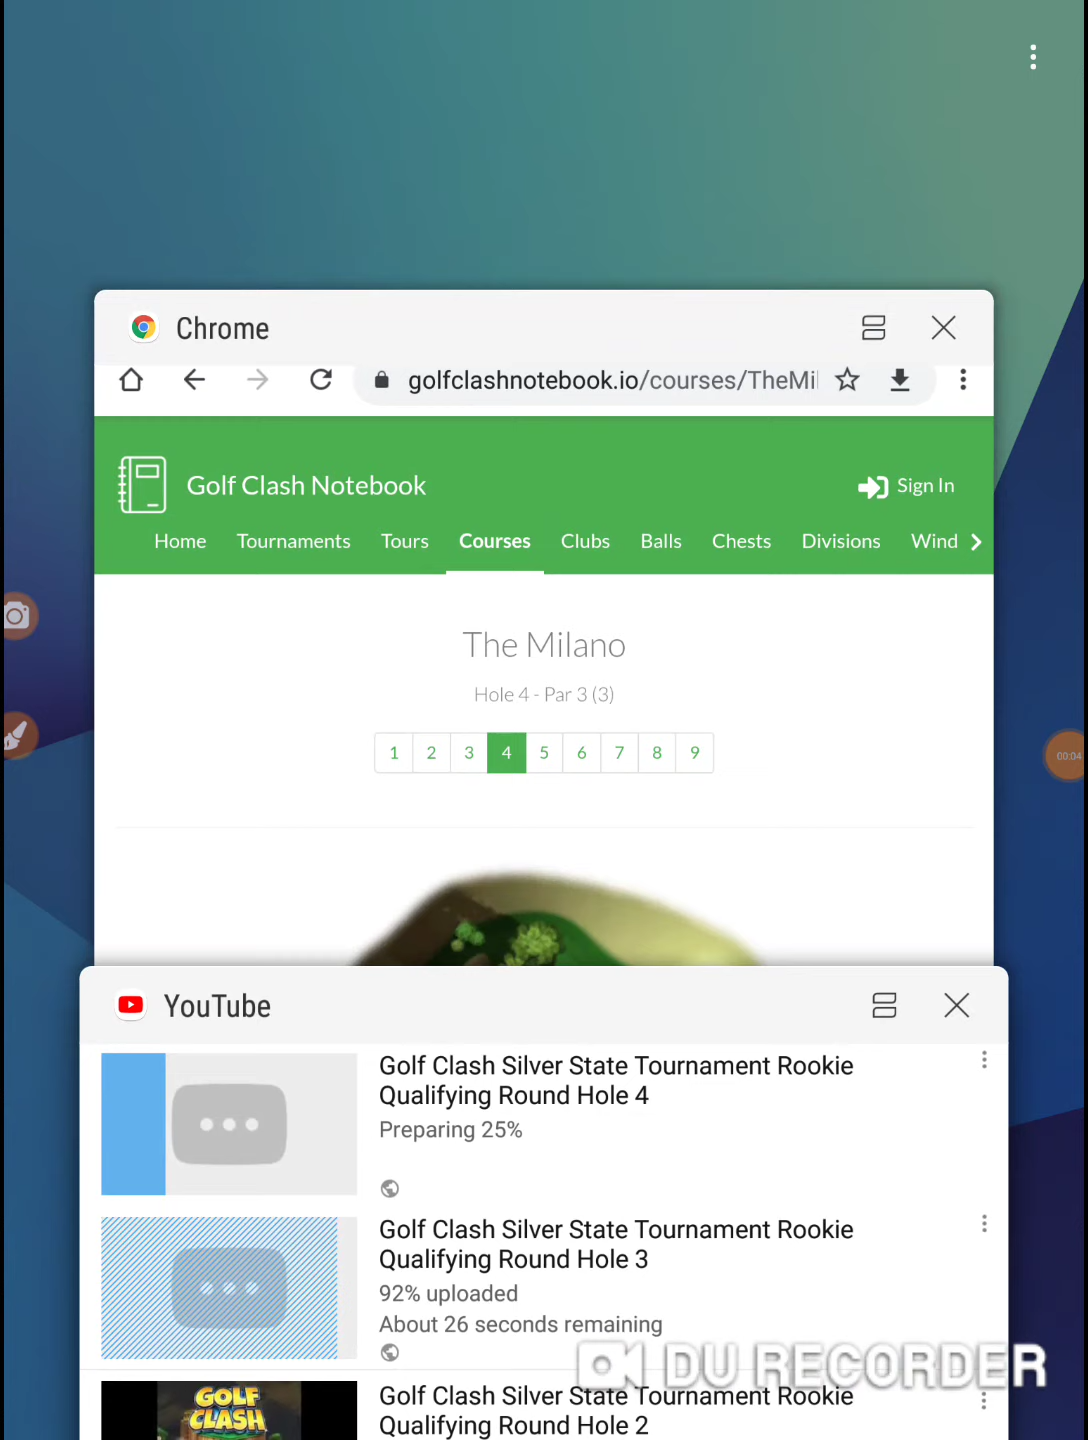 Chrome
golfclashnotebook.io/courses/TheMil
Golf Clash Notebook
Sign In
Home Tournaments Tours Courses Clubs Balls Chests Divisions Wind
The Milano
Hole 4 - Par 3 (3)
1 2 3 4 5 6 7 8 9
00:04
YouTube
Golf Clash Silver State Tournament Rookie
Qualifying Round Hole 4
Preparing 25%
Golf Clash Silver State Tournament Rookie
Qualifying Round Hole 3
92% uploaded
About 26 seconds remaining
DU RECORDER
GOLF
CLASH
Golf Clash Silver State Tournament Rookie
Qualifying Round Hole 2